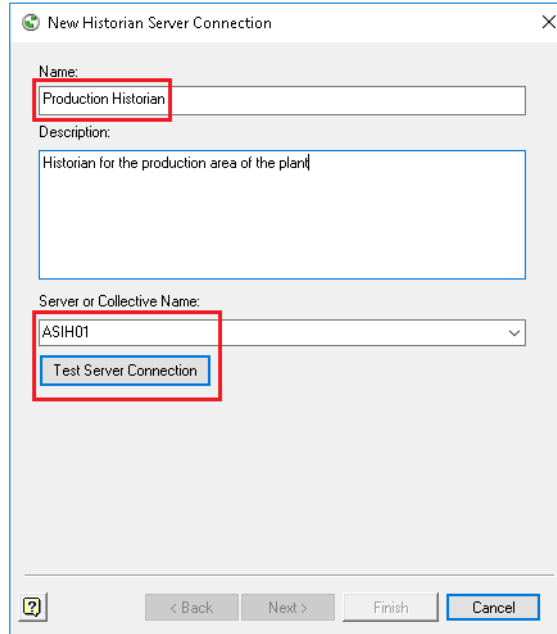 New Historian Server Connection
Name:
Production Historian
Description:
Historian for the production area of the plant
Server or Collective Name:
ASIH01
Test Server Connection
< Back Next > Finish Cancel